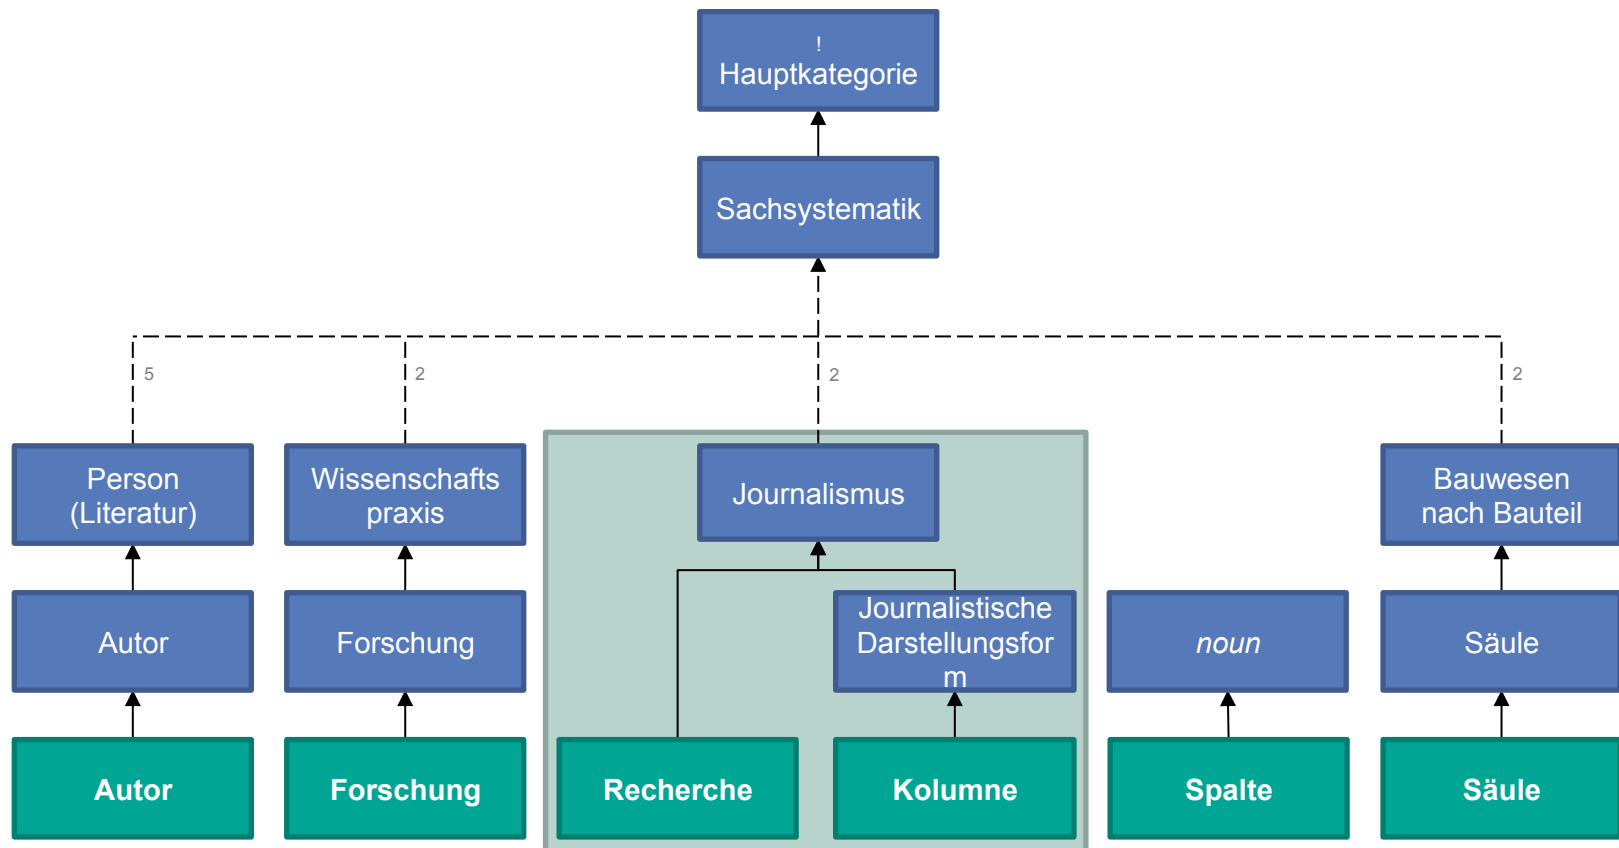 !
Hauptkategorie
Sachsystematik
5
2
2
2
Person
(Literatur)
Wissenschafts
praxis
Journalismus
Bauwesen
nach Bauteil
Autor
Forschung
Journalistische
Darstellungsfor
m
noun
Säule
Autor
Forschung
Recherche
Kolumne
Spalte
Säule